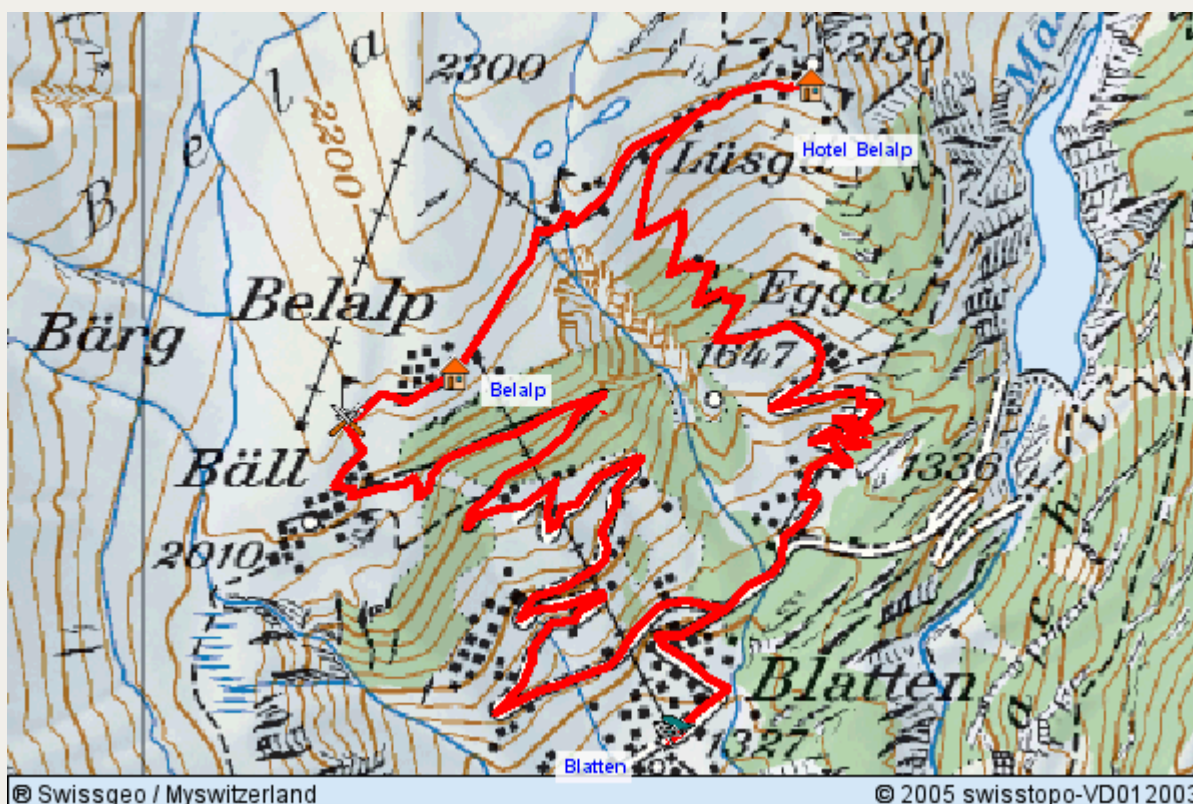 Belalp
2300
2130
2200
Hotel Belalp
Lüsga
Egga
Belalp
Belalp
Bärg
1647
Bäll
1336
2010
Blatten
1327
Blatten
® Swissgeo / Myswitzerland
© 2005 swisstopo-VD012003